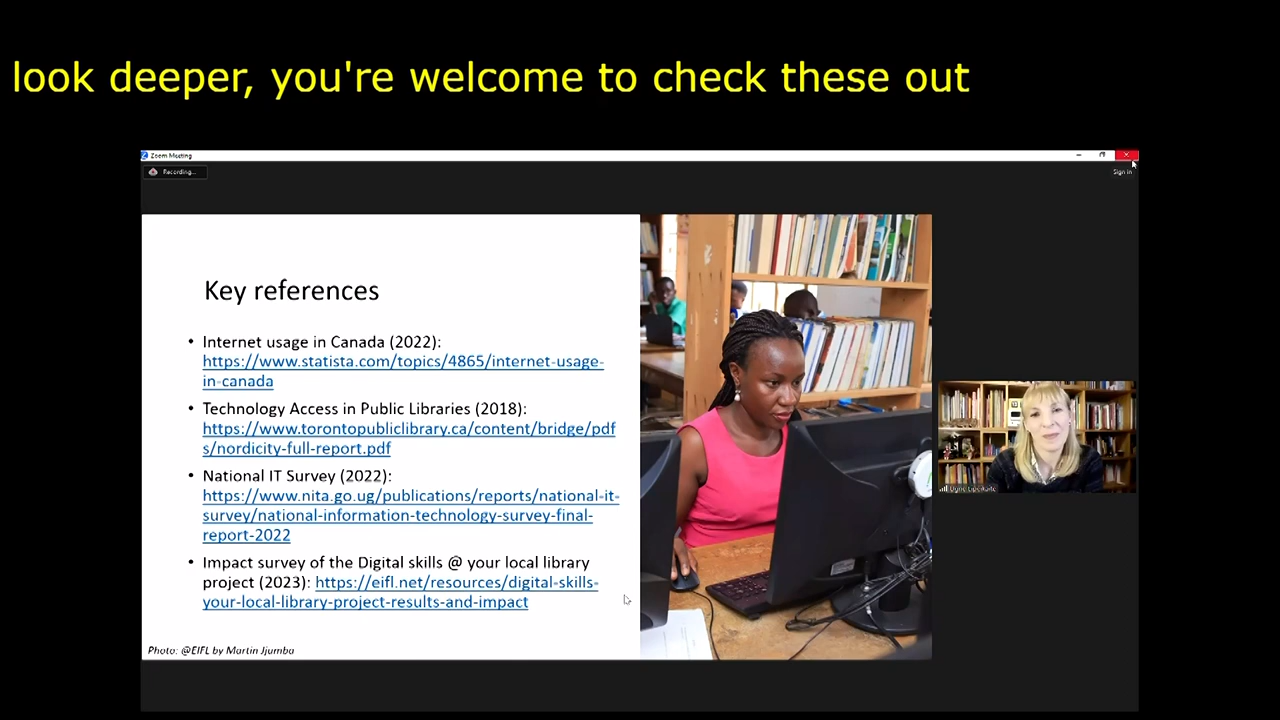 look deeper, you're welcome to check these out
Zoom Meeting
Recording...
Sign in
Key references
• Internet usage in Canada (2022):
https://www.statista.com/topics/4865/internet-usage-
in-canada
• Technology Access in Public Libraries (2018):
https://www.torontopubliclibrary.ca/content/bridge/pdf
s/nordicity-full-report.pdf
• National IT Survey (2022):
https://www.nita.go.ug/publications/reports/national-it-
survey/national-information-technology-survey-final-
report-2022
• Impact survey of the Digital skills @ your local library
project (2023): https://eifl.net/resources/digital-skills-
your-local-library-project-results-and-impact
Photo: @EIFL by Martin Jjumba